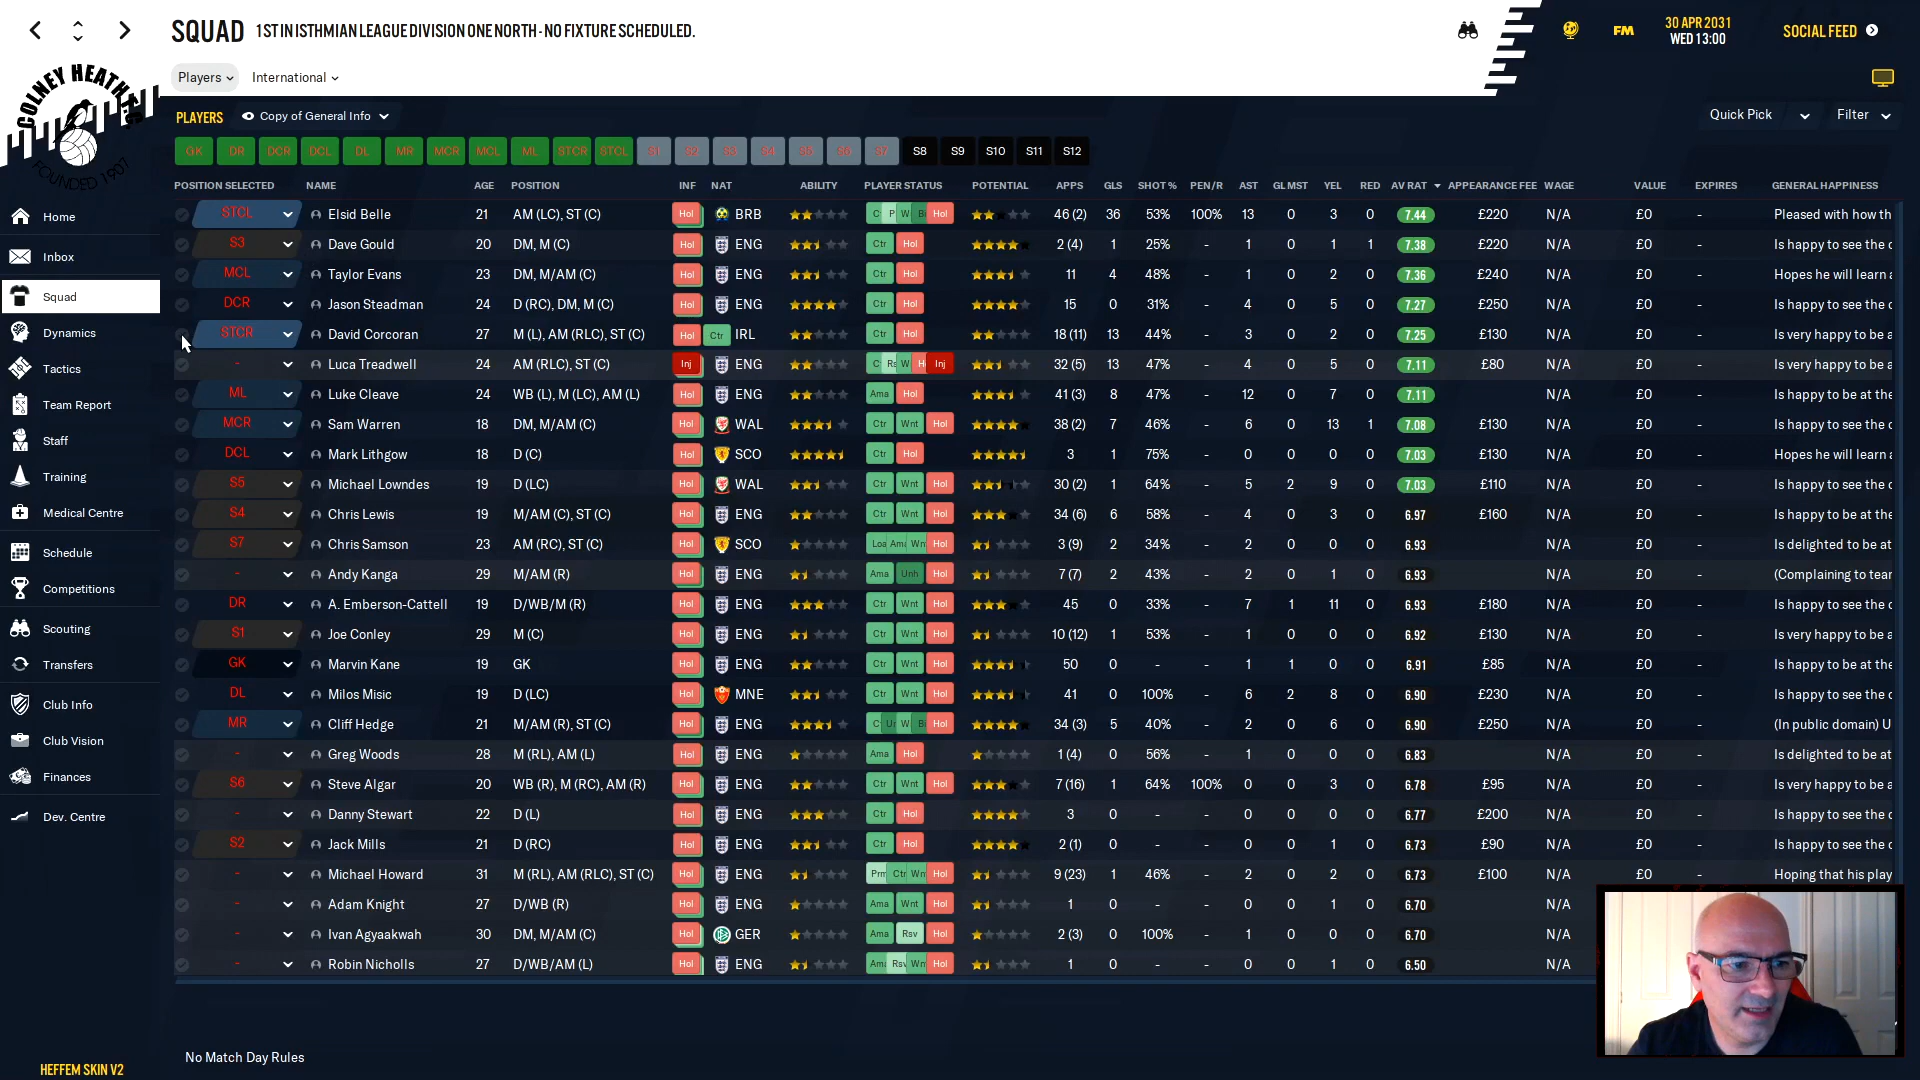 SQUAD 1ST IN ISTHMIAN LEAGUE DIVISION ONE NORTH - NO FIXTURE SCHEDULED.
FM 30 APR 2031 WED 13:00 SOCIAL FEED
Players International
COLNEY HEATH
FOUNDED 1907
PLAYERS Copy of General Info Quick Pick Filter
GK DR DCR DCL DL MR MCR MCL ML STCR STCL S1 S2 S3 S4 S5 S6 S7 S8 S9 S10 S11 S12
POSITION SELECTED NAME AGE POSITION INF NAT ABILITY PLAYER STATUS POTENTIAL APPS GLS SHOT % PEN/R AST GL MST YEL RED AV RAT APPEARANCE FEE WAGE VALUE EXPIRES GENERAL HAPPINESS
STCL Elsid Belle 21 AM (LC), ST (C) Hol BRB Hol 46 (2) 36 53% 100% 13 0 3 0 7.44 £220 N/A £0 - Pleased with how th
S3 Dave Gould 20 DM, M (C) Hol ENG Ctr Hol 2 (4) 1 25% - 1 0 1 1 7.38 £220 N/A £0 - Is happy to see the c
MCL Taylor Evans 23 DM, M/AM (C) Hol ENG Ctr Hol 11 4 48% - 1 0 2 0 7.36 £240 N/A £0 - Hopes he will learn a
DCR Jason Steadman 24 D (RC), DM, M (C) Hol ENG Ctr Hol 15 0 31% - 4 0 5 0 7.27 £250 N/A £0 - Is happy to see the c
STCR David Corcoran 27 M (L), AM (RLC), ST (C) Hol Ctr IRL Ctr Hol 18 (11) 13 44% - 3 0 2 0 7.25 £130 N/A £0 - Is very happy to be a
- Luca Treadwell 24 AM (RLC), ST (C) Inj ENG Inj 32 (5) 13 47% - 4 0 5 0 7.11 £80 N/A £0 - Is very happy to be a
ML Luke Cleave 24 WB (L), M (LC), AM (L) Hol ENG Ama Hol 41 (3) 8 47% - 12 0 7 0 7.11 N/A £0 - Is happy to be at the
MCR Sam Warren 18 DM, M/AM (C) Hol WAL Ctr Wnt Hol 38 (2) 7 46% - 6 0 13 1 7.08 £130 N/A £0 - Is happy to see the c
DCL Mark Lithgow 18 D (C) Hol SCO Ctr Hol 3 1 75% - 0 0 0 0 7.03 £130 N/A £0 - Hopes he will learn a
S5 Michael Lowndes 19 D (LC) Hol WAL Ctr Wnt Hol 30 (2) 1 64% - 5 2 9 0 7.03 £110 N/A £0 - Is happy to see the c
S4 Chris Lewis 19 M/AM (C), ST (C) Hol ENG Ctr Wnt Hol 34 (6) 6 58% - 4 0 3 0 6.97 £160 N/A £0 - Is happy to be at the
S7 Chris Samson 23 AM (RC), ST (C) Hol SCO Hol 3 (9) 2 34% - 2 0 0 0 6.93 N/A £0 - Is delighted to be at
- Andy Kanga 29 M/AM (R) Hol ENG Ama Unh Hol 7 (7) 2 43% - 2 0 1 0 6.93 N/A £0 - (Complaining to tear
DR A. Emberson-Cattell 19 D/WB/M (R) Hol ENG Ctr Wnt Hol 45 0 33% - 7 1 11 0 6.93 £180 N/A £0 - Is happy to see the c
S1 Joe Conley 29 M (C) Hol ENG Ctr Wnt Hol 10 (12) 1 53% - 1 0 0 0 6.92 £130 N/A £0 - Is very happy to be a
GK Marvin Kane 19 GK Hol ENG Ctr Wnt Hol 50 0 - - 1 1 0 0 6.91 £85 N/A £0 - Is happy to be at the
DL Milos Misic 19 D (LC) Hol MNE Ctr Wnt Hol 41 0 100% - 6 2 8 0 6.90 £230 N/A £0 - Is happy to see the c
MR Cliff Hedge 21 M/AM (R), ST (C) Hol ENG Hol 34 (3) 5 40% - 2 0 6 0 6.90 £250 N/A £0 - (In public domain) U
- Greg Woods 28 M (RL), AM (L) Hol ENG Ama Hol 1 (4) 0 56% - 1 0 0 0 6.83 N/A £0 - Is delighted to be at
S6 Steve Algar 20 WB (R), M (RC), AM (R) Hol ENG Ctr Wnt Hol 7 (16) 1 64% 100% 0 0 3 0 6.78 £95 N/A £0 - Is very happy to be a
- Danny Stewart 22 D (L) Hol ENG Ctr Hol 3 0 - - 0 0 0 0 6.77 £200 N/A £0 - Is happy to see the c
S2 Jack Mills 21 D (RC) Hol ENG Ctr Hol 2 (1) 0 - - 0 0 1 0 6.73 £90 N/A £0 - Is happy to see the c
- Michael Howard 31 M (RL), AM (RLC), ST (C) Hol ENG Hol 9 (23) 1 46% - 2 0 2 0 6.73 £100 N/A £0 - Hoping that his play
- Adam Knight 27 D/WB (R) Hol ENG Ama Wnt Hol 1 0 - - 0 0 1 0 6.70 N/A £0 -
- Ivan Agyaakwah 30 DM, M/AM (C) Hol GER Ama Rsv Hol 2 (3) 0 100% - 1 0 0 0 6.70 N/A
- Robin Nicholls 27 D/WB/AM (L) Hol ENG Hol 1 0 - - 0 0 1 0 6.50 N/A
Home
Inbox
Squad
Dynamics
Tactics
Team Report
Staff
Training
Medical Centre
Schedule
Competitions
Scouting
Transfers
Club Info
Club Vision
Finances
Dev. Centre
No Match Day Rules
HEFFEM SKIN V2